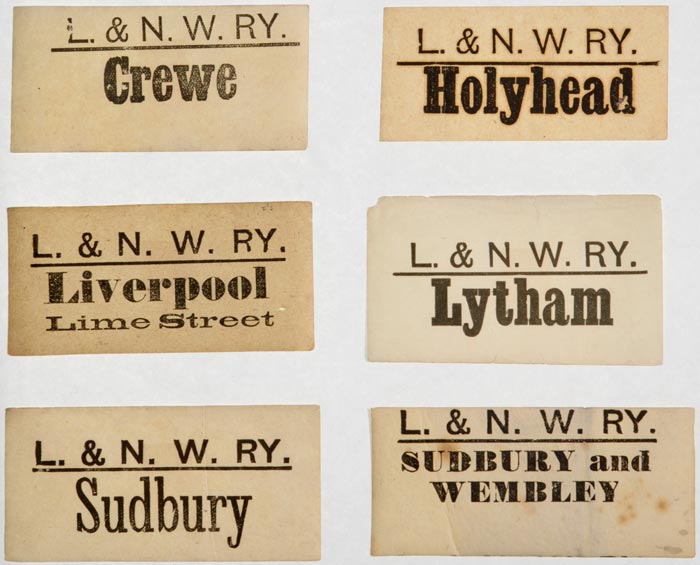 L. & N. W. RY.
Crewe
L. & N. W. RY.
Holyhead
L. & N. W. RY.
Liverpool
Lime Street
L. & N. W. RY.
Lytham
L. & N. W. RY.
Sudbury
L. & N. W. RY.
SUDBURY and
WEMBLEY